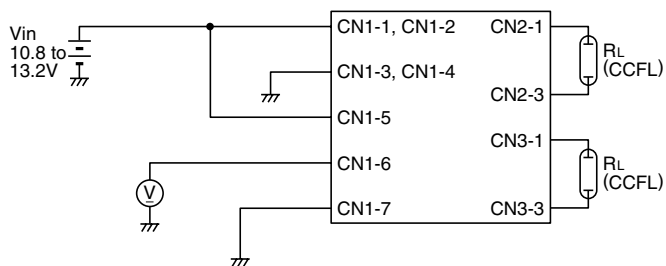 Vin
10.8 to
13.2V
CN1-1, CN1-2
CN1-3, CN1-4
CN1-5
CN1-6
CN1-7
V
CN2-1
CN2-3
CN3-1
CN3-3
RL
(CCFL)
RL
(CCFL)